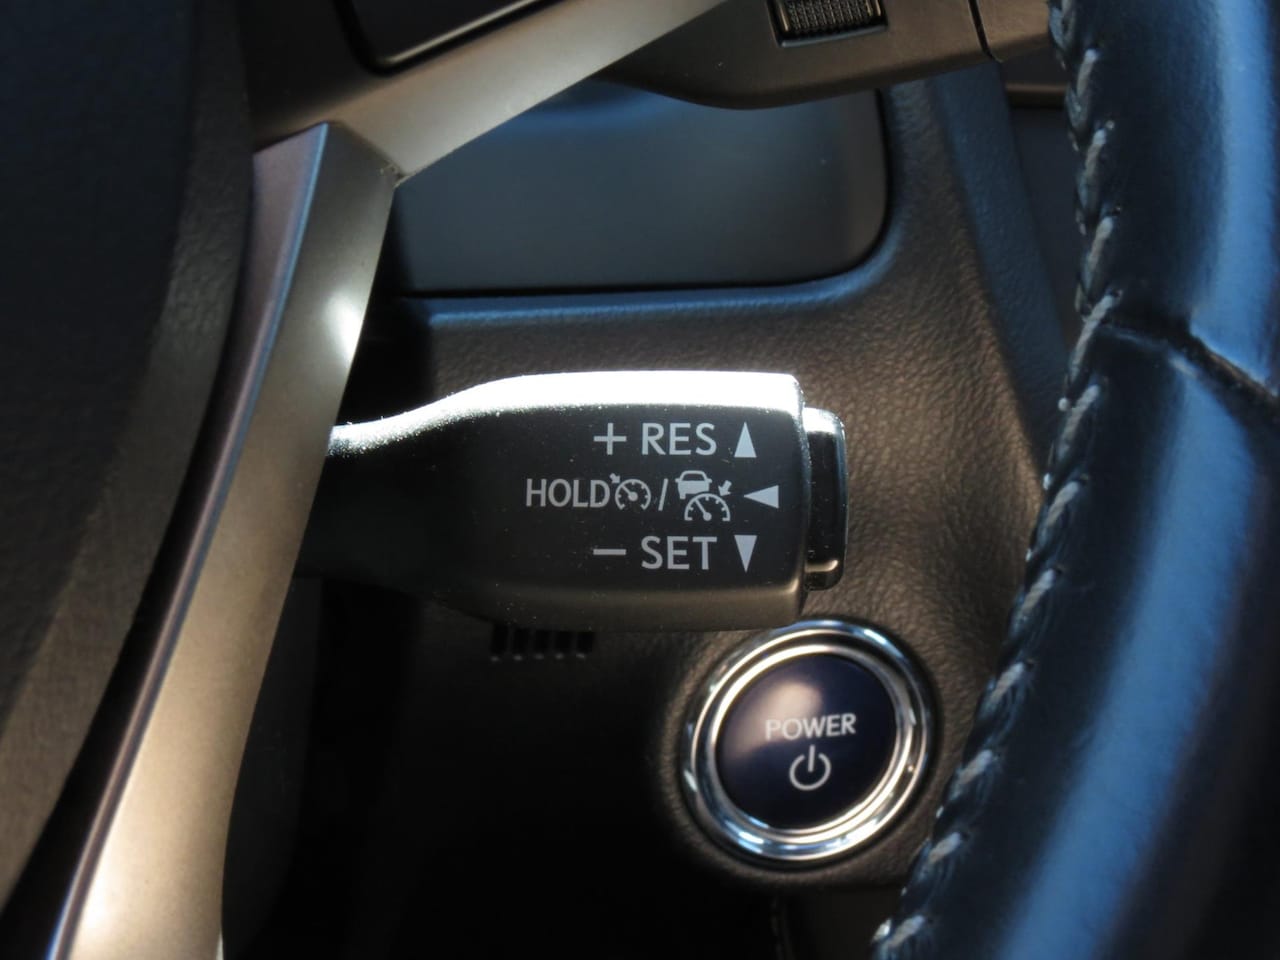 + RES ▲
HOLD / ◀
− SET ▼
POWER